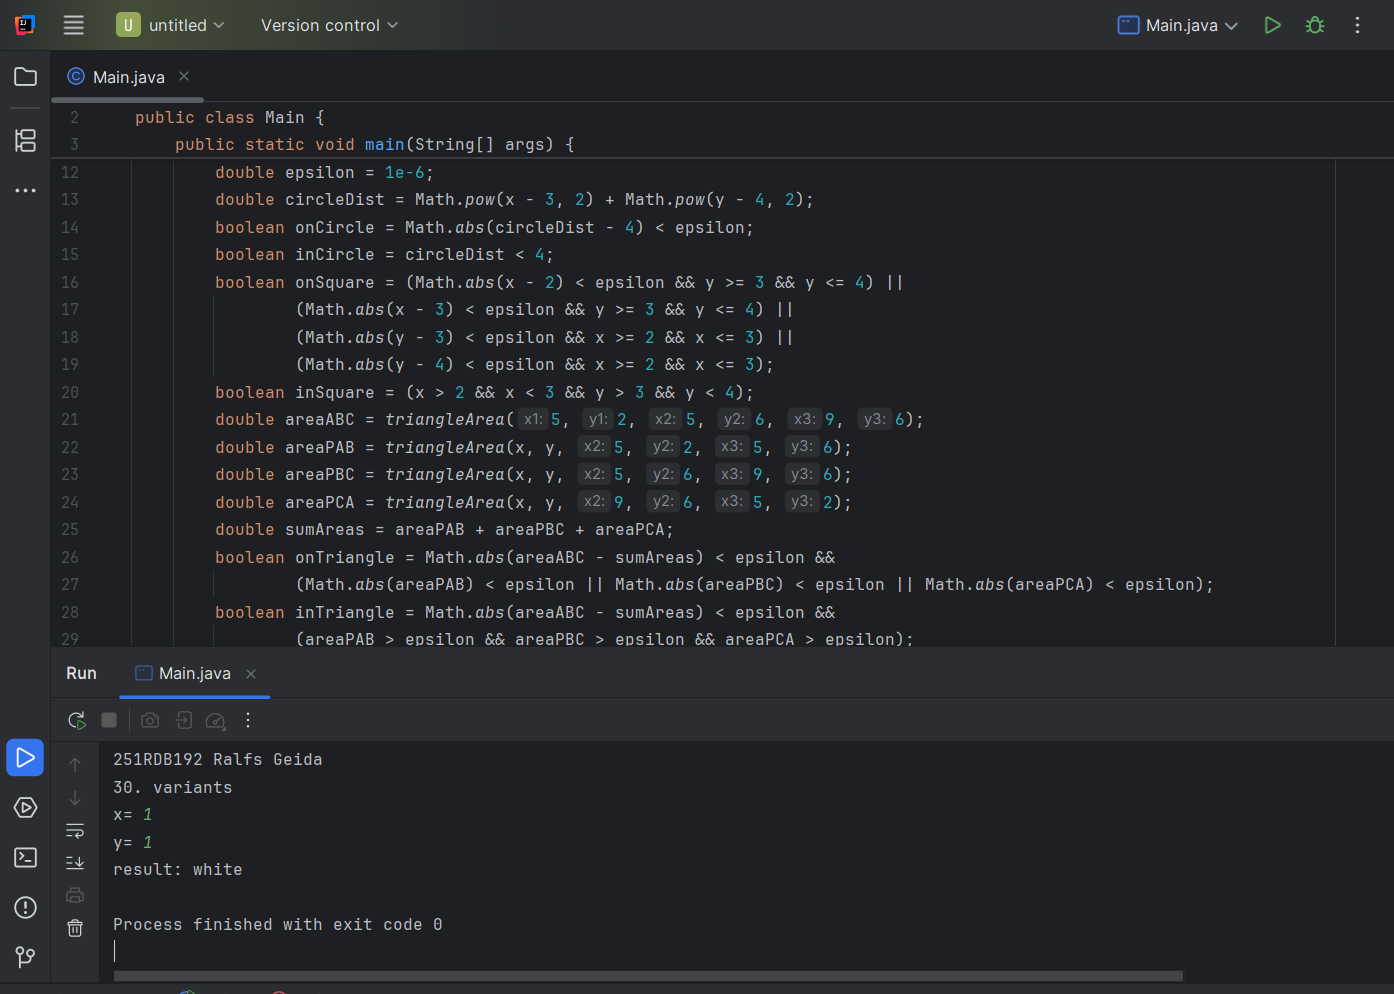 U untitled Version control Main.java
Main.java
2 public class Main {
3 public static void main(String[] args) {
12 double epsilon = 1e-6;
13 double circleDist = Math.pow(x - 3, 2) + Math.pow(y - 4, 2);
14 boolean onCircle = Math.abs(circleDist - 4) < epsilon;
15 boolean inCircle = circleDist < 4;
16 boolean onSquare = (Math.abs(x - 2) < epsilon && y >= 3 && y <= 4) ||
17 (Math.abs(x - 3) < epsilon && y >= 3 && y <= 4) ||
18 (Math.abs(y - 3) < epsilon && x >= 2 && x <= 3) ||
19 (Math.abs(y - 4) < epsilon && x >= 2 && x <= 3);
20 boolean inSquare = (x > 2 && x < 3 && y > 3 && y < 4);
21 double areaABC = triangleArea( x1: 5, y1: 2, x2: 5, y2: 6, x3: 9, y3: 6);
22 double areaPAB = triangleArea(x, y, x2: 5, y2: 2, x3: 5, y3: 6);
23 double areaPBC = triangleArea(x, y, x2: 5, y2: 6, x3: 9, y3: 6);
24 double areaPCA = triangleArea(x, y, x2: 9, y2: 6, x3: 5, y3: 2);
25 double sumAreas = areaPAB + areaPBC + areaPCA;
26 boolean onTriangle = Math.abs(areaABC - sumAreas) < epsilon &&
27 (Math.abs(areaPAB) < epsilon || Math.abs(areaPBC) < epsilon || Math.abs(areaPCA) < epsilon);
28 boolean inTriangle = Math.abs(areaABC - sumAreas) < epsilon &&
29 (areaPAB > epsilon && areaPBC > epsilon && areaPCA > epsilon);
Run Main.java
251RDB192 Ralfs Geida
30. variants
x= 1
y= 1
result: white
Process finished with exit code 0